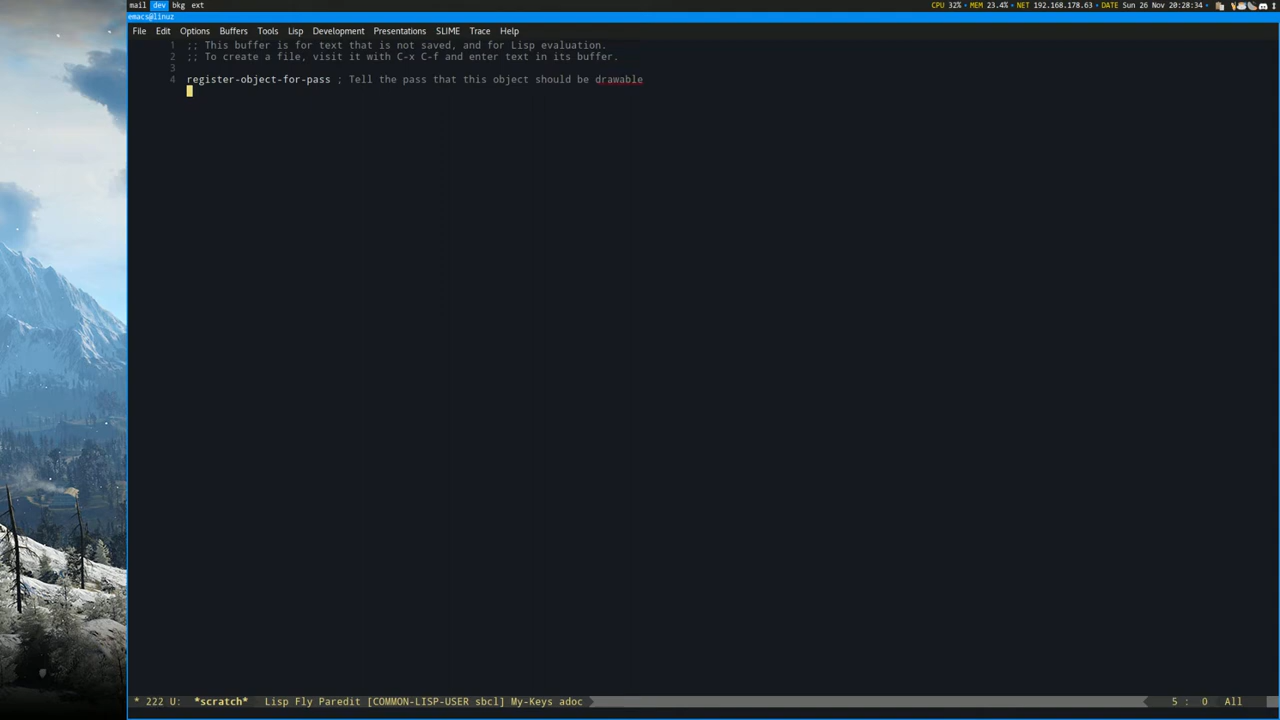 mail dev bkg ext
CPU 32% • MEM 23.4% • NET 192.168.178.63 • DATE Sun 26 Nov 20:28:34 •
emacs@linuz
File Edit Options Buffers Tools Lisp Development Presentations SLIME Trace Help
1 ;; This buffer is for text that is not saved, and for Lisp evaluation.
2 ;; To create a file, visit it with C-x C-f and enter text in its buffer.
3
4 register-object-for-pass ; Tell the pass that this object should be drawable
* 222 U: *scratch* Lisp Fly Paredit [COMMON-LISP-USER sbcl] My-Keys adoc 5 : 0 All